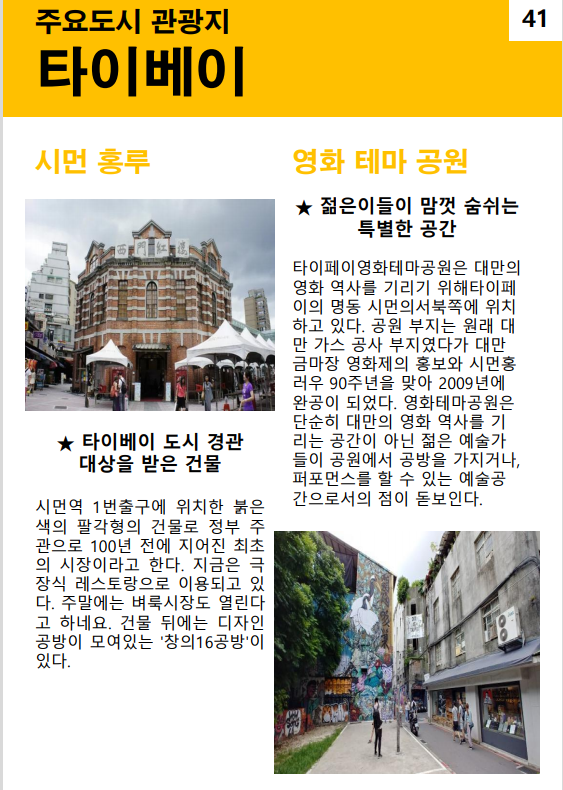 주요도시 관광지
타이베이
41
시먼 홍루
西門紅樓
★ 타이베이 도시 경관
대상을 받은 건물
시먼역 1번출구에 위치한 붉은
색의 팔각형의 건물로 정부 주
관으로 100년 전에 지어진 최초
의 시장이라고 한다. 지금은 극
장식 레스토랑으로 이용되고 있
다. 주말에는 벼룩시장도 열린다
고 하네요. 건물 뒤에는 디자인
공방이 모여있는 '창의16공방'이
있다.
영화 테마 공원
★ 젊은이들이 맘껏 숨쉬는
특별한 공간
타이페이영화테마공원은 대만의
영화 역사를 기리기 위해타이페
이의 명동 시먼의서북쪽에 위치
하고 있다. 공원 부지는 원래 대
만 가스 공사 부지였다가 대만
금마장 영화제의 홍보와 시먼홍
러우 90주년을 맞아 2009년에
완공이 되었다. 영화테마공원은
단순히 대만의 영화 역사를 기
리는 공간이 아닌 젊은 예술가
들이 공원에서 공방을 가지거나,
퍼포먼스를 할 수 있는 예술공
간으로서의 점이 돋보인다.